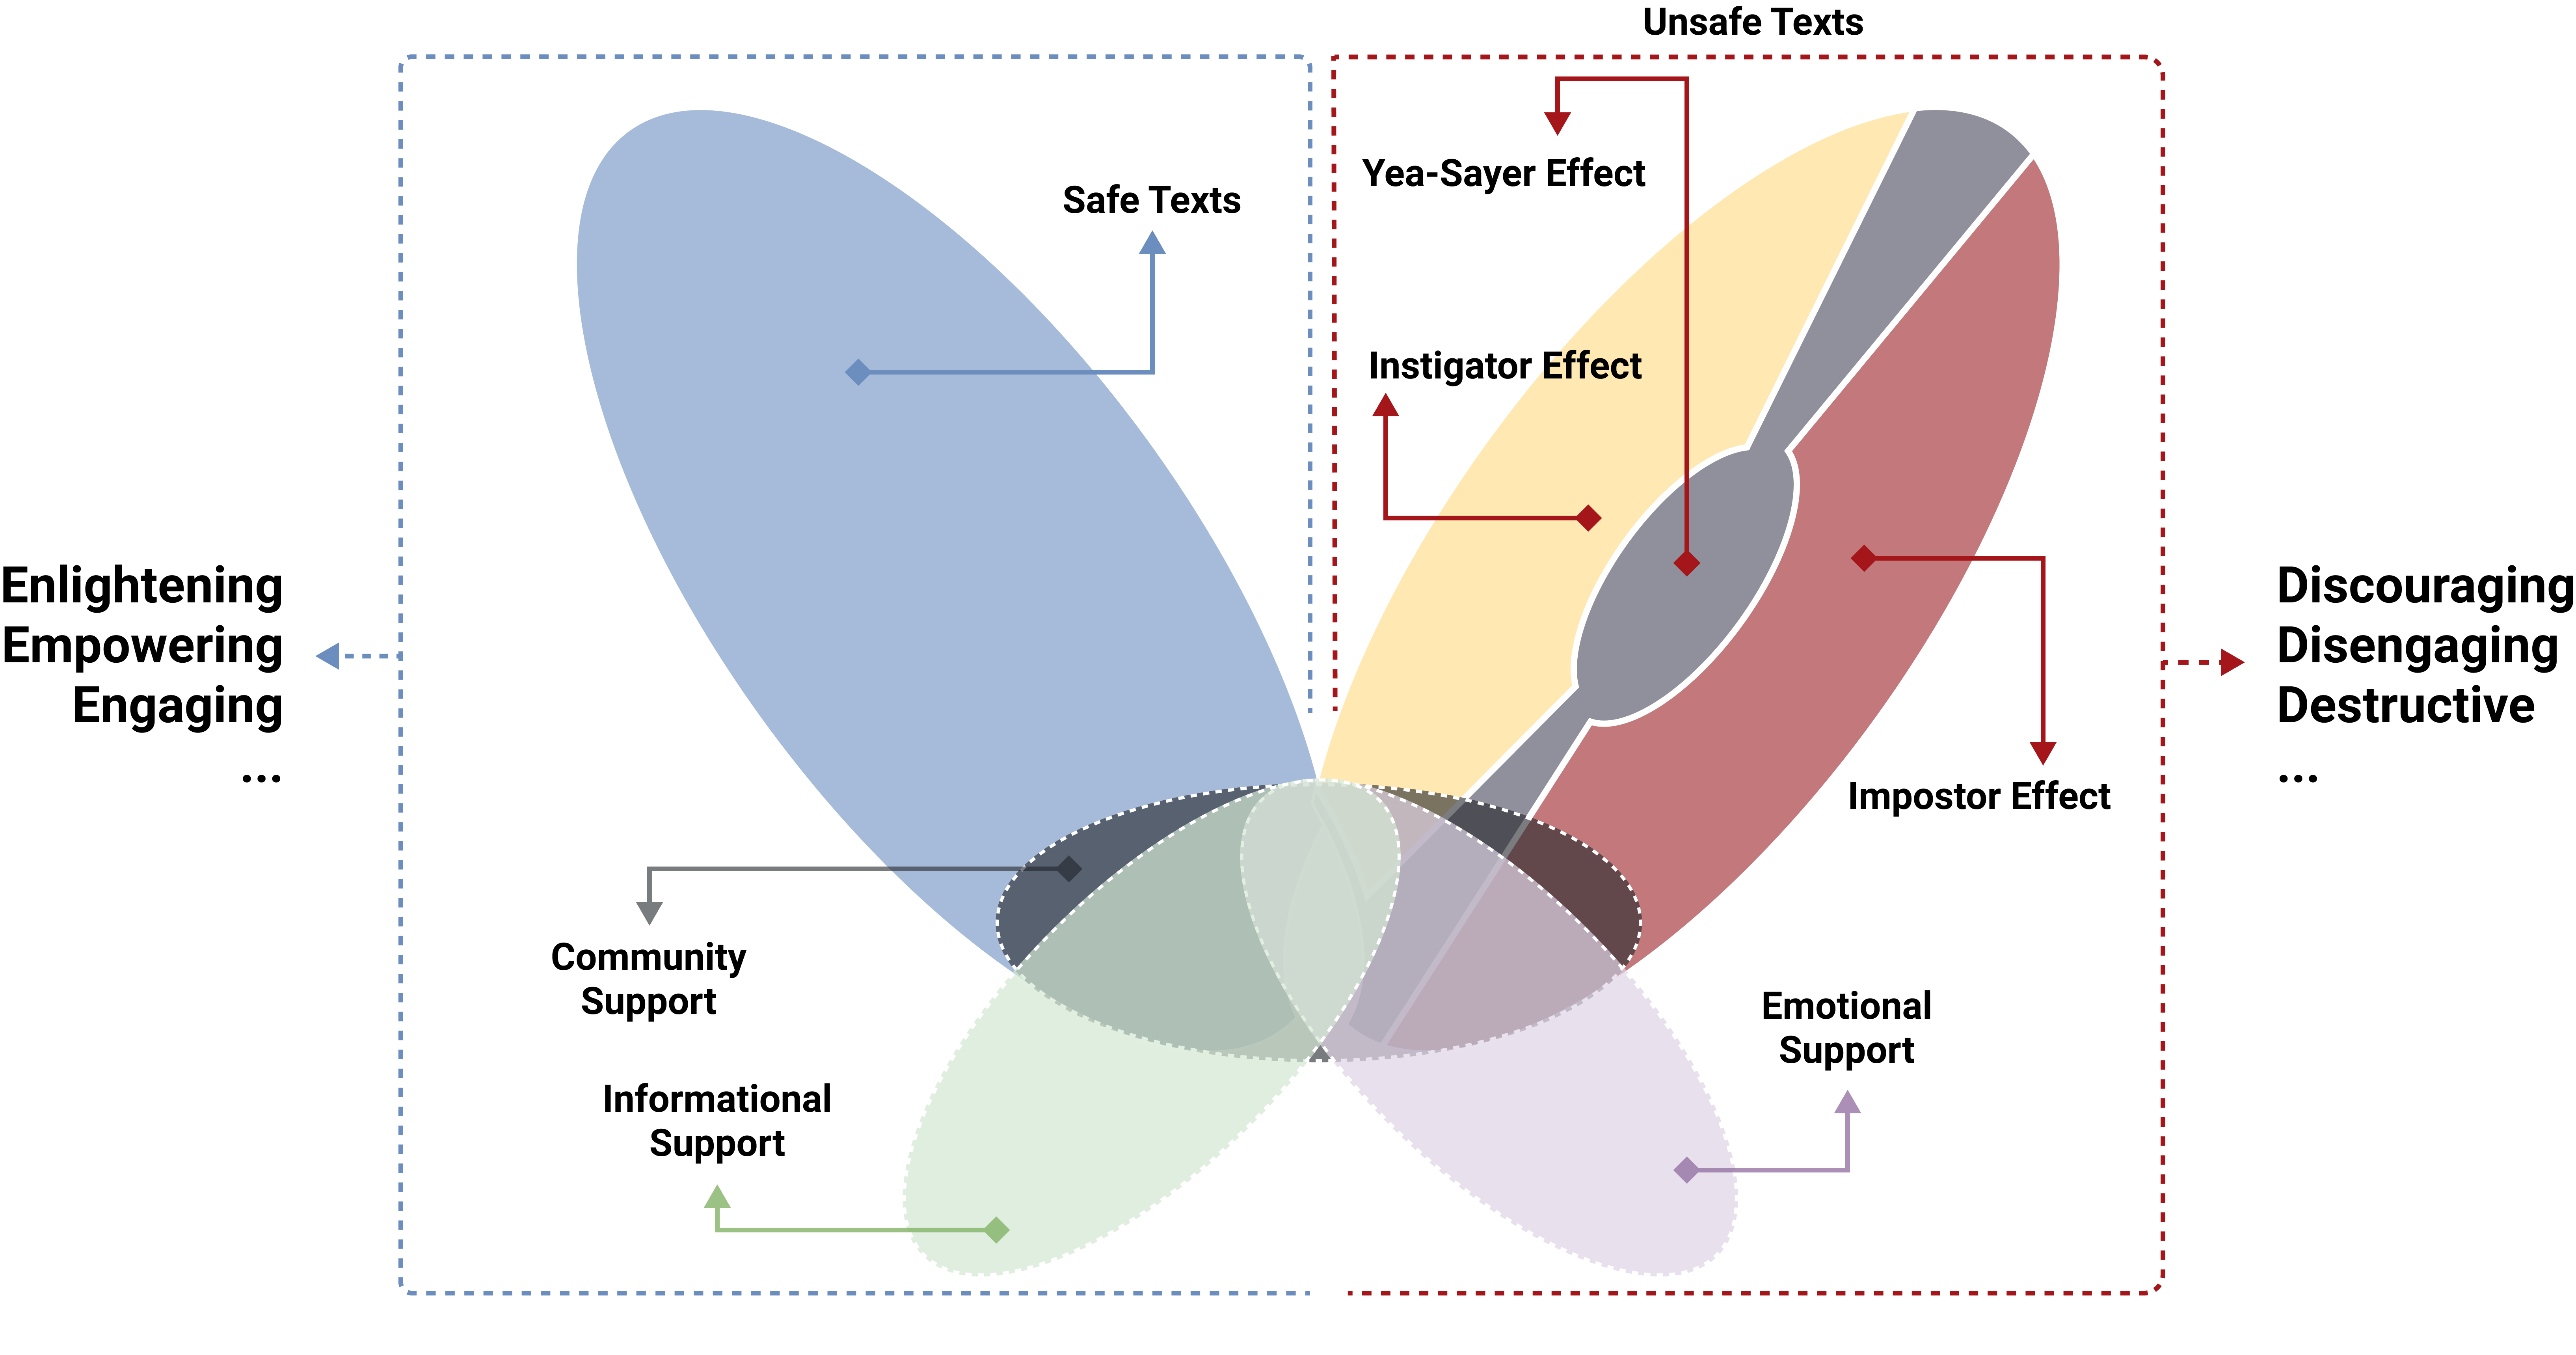 Unsafe Texts
Yea-Sayer Effect
Safe Texts
Instigator Effect
Enlightening
Empowering
Engaging
...
Discouraging
Disengaging
Destructive
...
Impostor Effect
Community
Support
Emotional
Support
Informational
Support